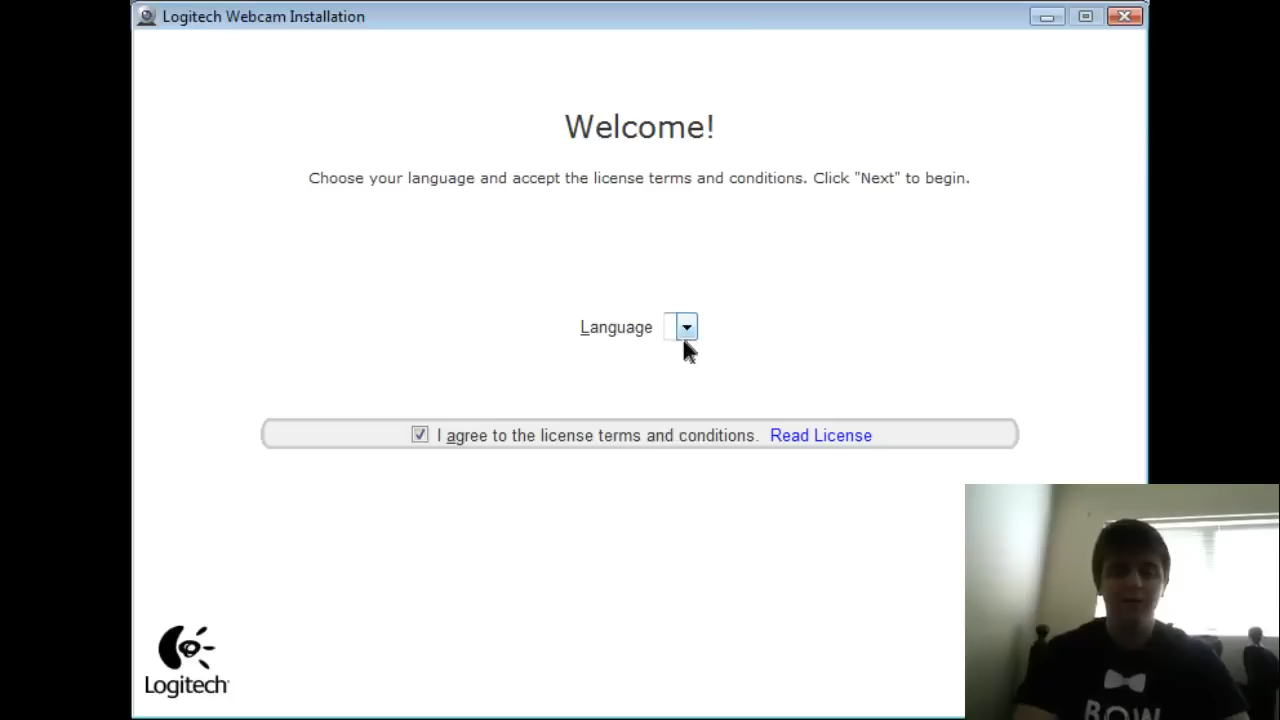 Logitech Webcam Installation
Welcome!
Choose your language and accept the license terms and conditions. Click "Next" to begin.
Language
I agree to the license terms and conditions. Read License
Logitech
BOW